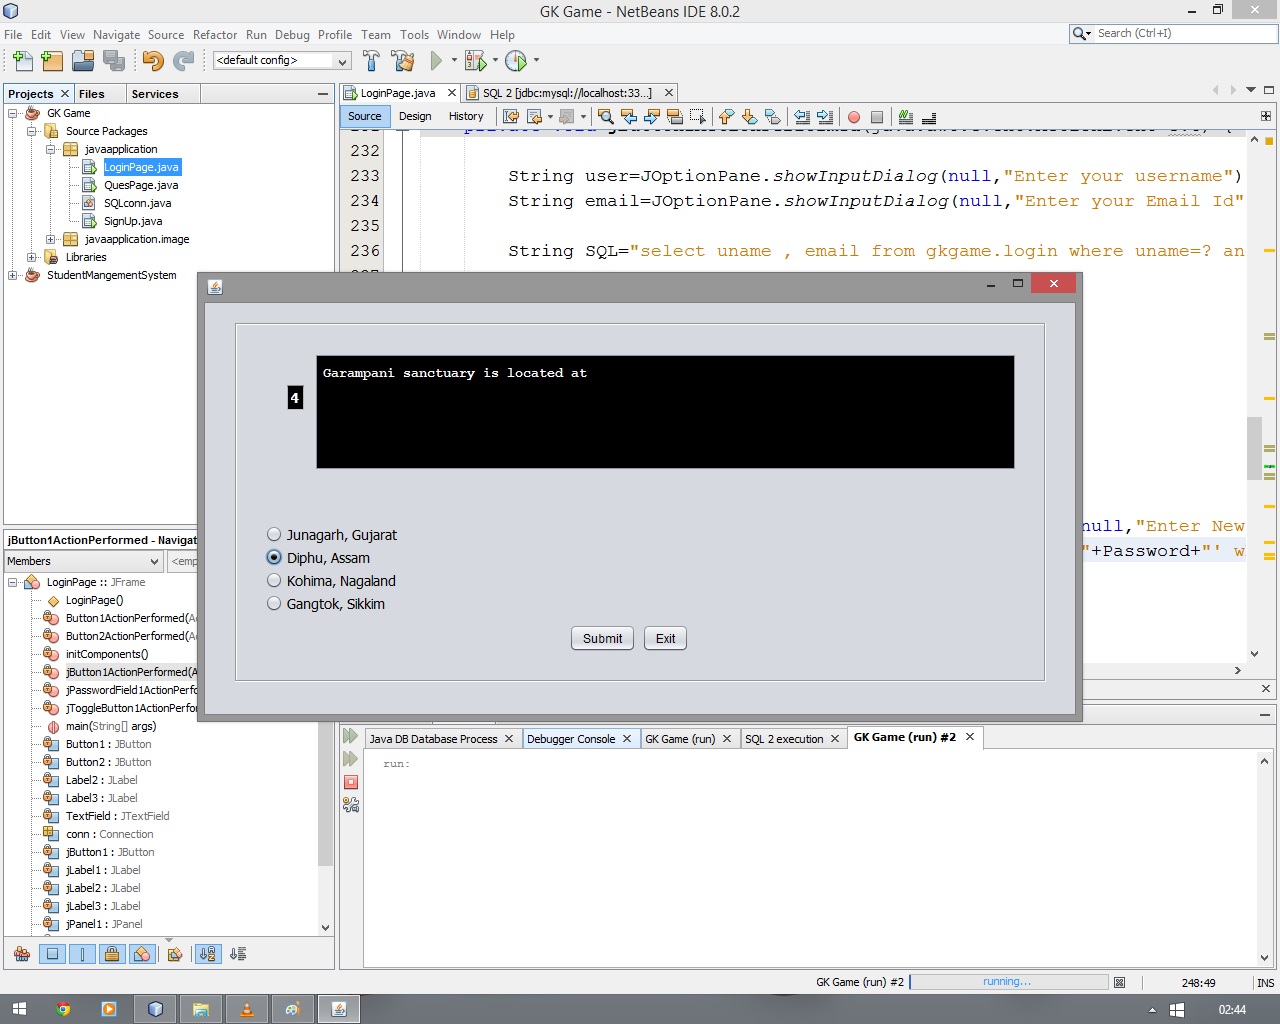 GK Game - NetBeans IDE 8.0.2
File Edit View Navigate Source Refactor Run Debug Profile Team Tools Window Help
Search (Ctrl+I)
<default config>
Projects Files Services
GK Game
Source Packages
javaapplication
LoginPage.java
QuesPage.java
SQLconn.java
SignUp.java
javaapplication.image
Libraries
StudentMangementSystem
LoginPage.java SQL 2 [jdbc:mysql://localhost:33...]
Source Design History
232
233 String user=JOptionPane.showInputDialog(null,"Enter your username")
234 String email=JOptionPane.showInputDialog(null,"Enter your Email Id"
235
236 String SQL="select uname , email from gkgame.login where uname=? an
null,"Enter New
"+Password+"' w
4
Garampani sanctuary is located at
Junagarh, Gujarat
Diphu, Assam
Kohima, Nagaland
Gangtok, Sikkim
Submit Exit
jButton1ActionPerformed - Navigat
Members <emp
LoginPage :: JFrame
LoginPage()
Button1ActionPerformed(Ac
Button2ActionPerformed(Ac
initComponents()
jButton1ActionPerformed(A
jPasswordField1ActionPerfo
jToggleButton1ActionPerfor
main(String[] args)
Button1 : JButton
Button2 : JButton
Label2 : JLabel
Label3 : JLabel
TextField : JTextField
conn : Connection
jButton1 : JButton
jLabel1 : JLabel
jLabel2 : JLabel
jLabel3 : JLabel
jPanel1 : JPanel
Java DB Database Process Debugger Console GK Game (run) SQL 2 execution GK Game (run) #2
run:
GK Game (run) #2 running... 248:49 INS
02:44